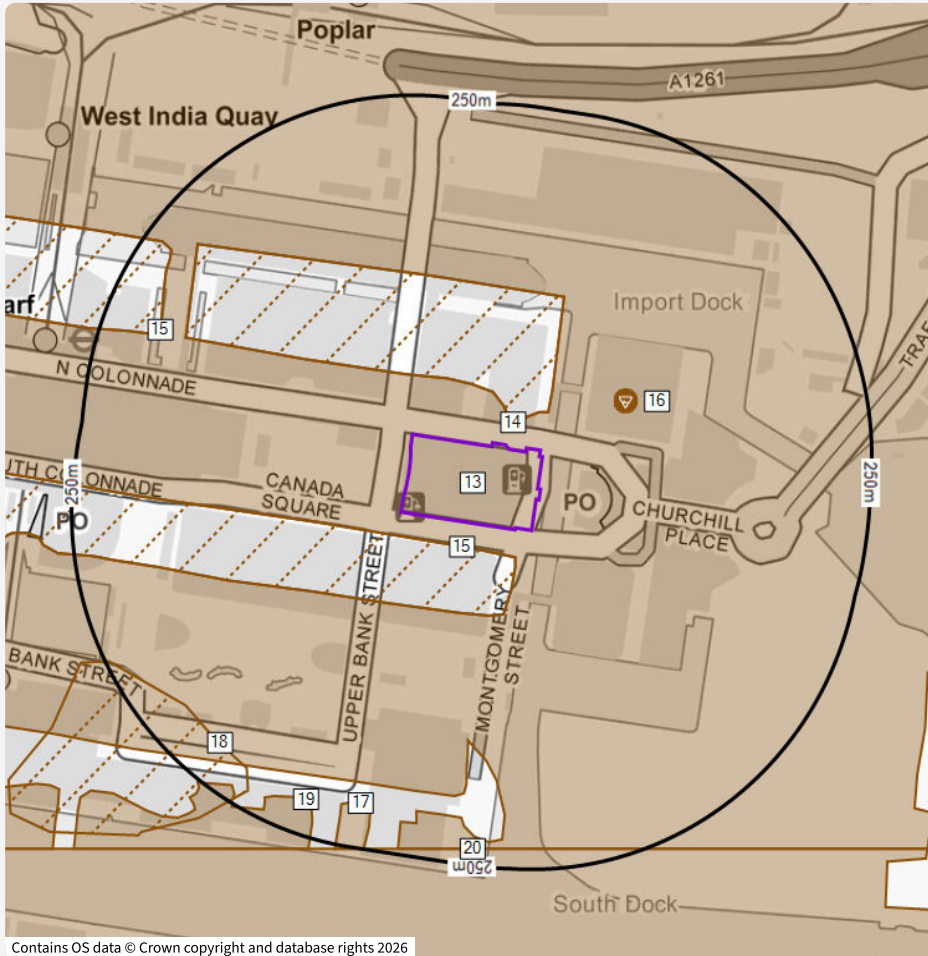 Poplar
A1261
250m
West India Quay
Import Dock
arf
15
TRAF
N COLONNADE
16
14
UTH COLONNADE
250m
CANADA
SQUARE
13
PO
CHURCHILL
PLACE
250m
PO
15
UPPER BANK STREET
MONTGOMERY
STREET
BANK STREET
18
19
17
20
250m
South Dock
Contains OS data © Crown copyright and database rights 2026